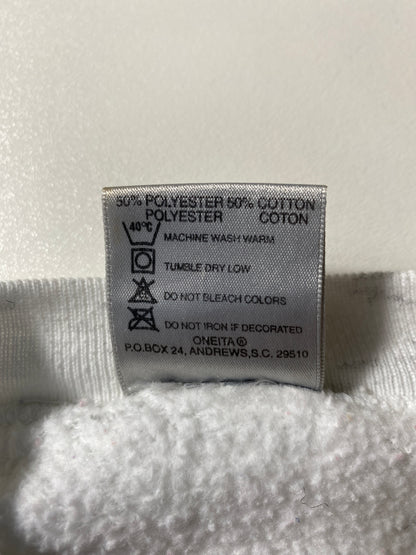 50% POLYESTER 50% COTTON
POLYESTER COTON
40°C MACHINE WASH WARM
TUMBLE DRY LOW
DO NOT BLEACH COLORS
DO NOT IRON IF DECORATED
ONEITA®
P.O.BOX 24, ANDREWS,S.C. 29510